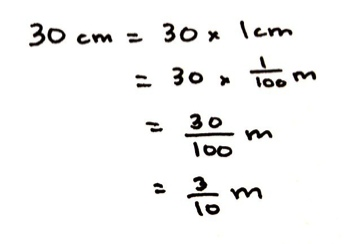 30 cm = 30 × 1cm
= 30 × 1/100 m
= 30/100 m
= 3/10 m